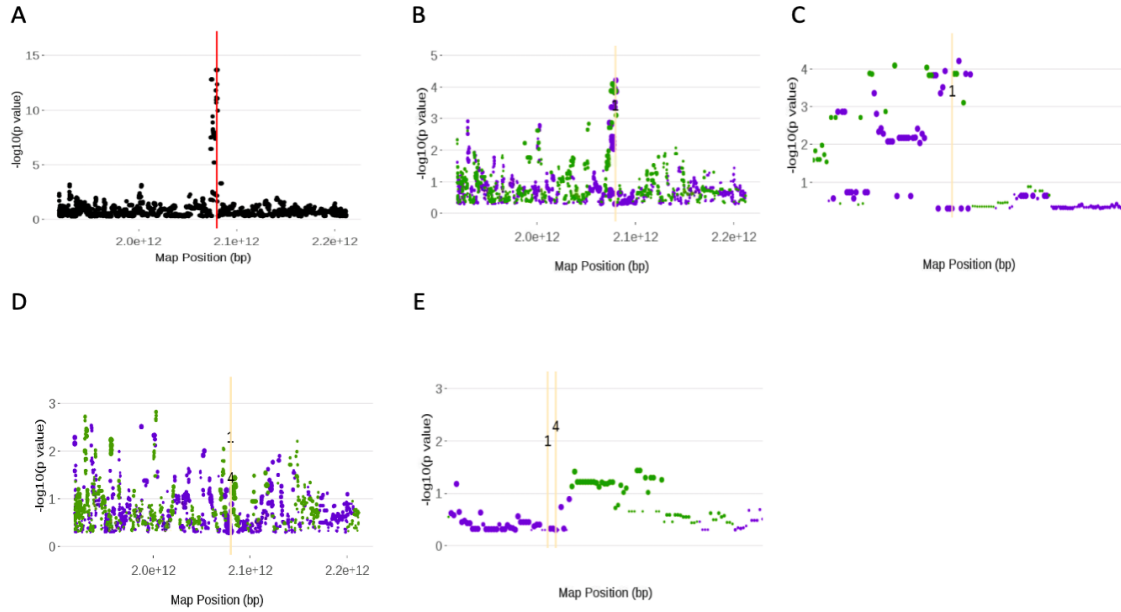 A
15
10
5
0
-log10(p value)
2.0e+12 2.1e+12 2.2e+12
Map Position (bp)
B
5
4
3
2
1
0
-log10(p value)
1
2.0e+12 2.1e+12 2.2e+12
Map Position (bp)
C
4
3
2
1
-log10(p value)
1
Map Position (bp)
D
3
2
1
0
-log10(p value)
1
4
2.0e+12 2.1e+12 2.2e+12
Map Position (bp)
E
3
2
1
0
-log10(p value)
4
1
Map Position (bp)